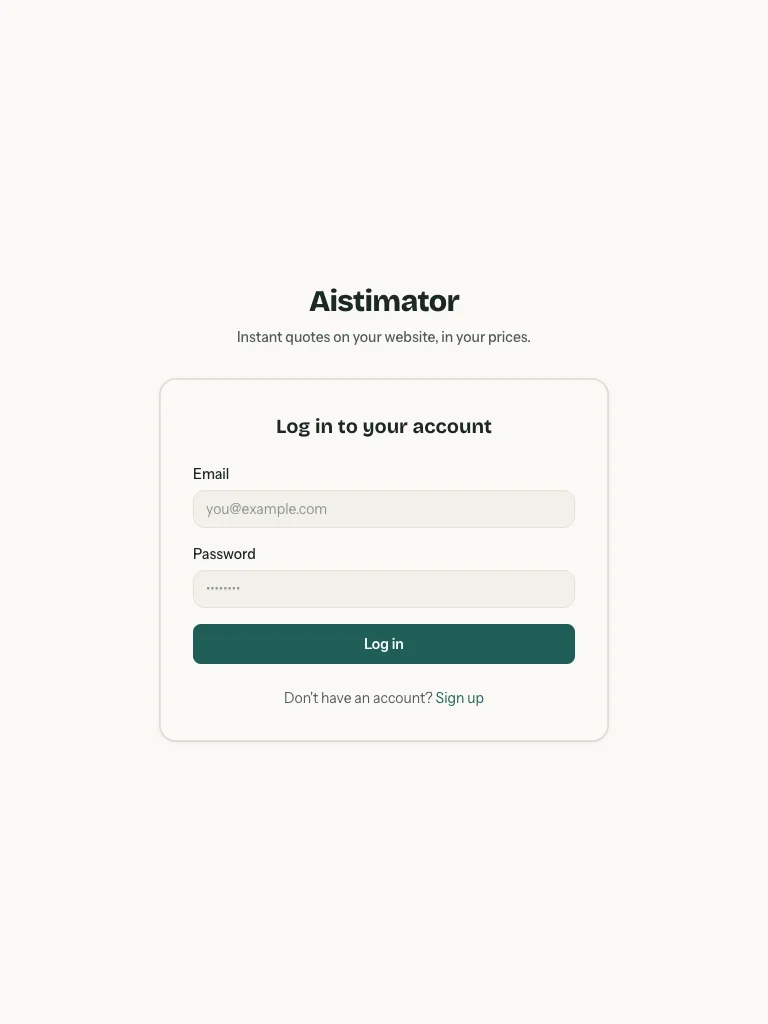 Aistimator
Instant quotes on your website, in your prices.
Log in to your account
Email
you@example.com
Password
••••••••
Log in
Don't have an account? Sign up